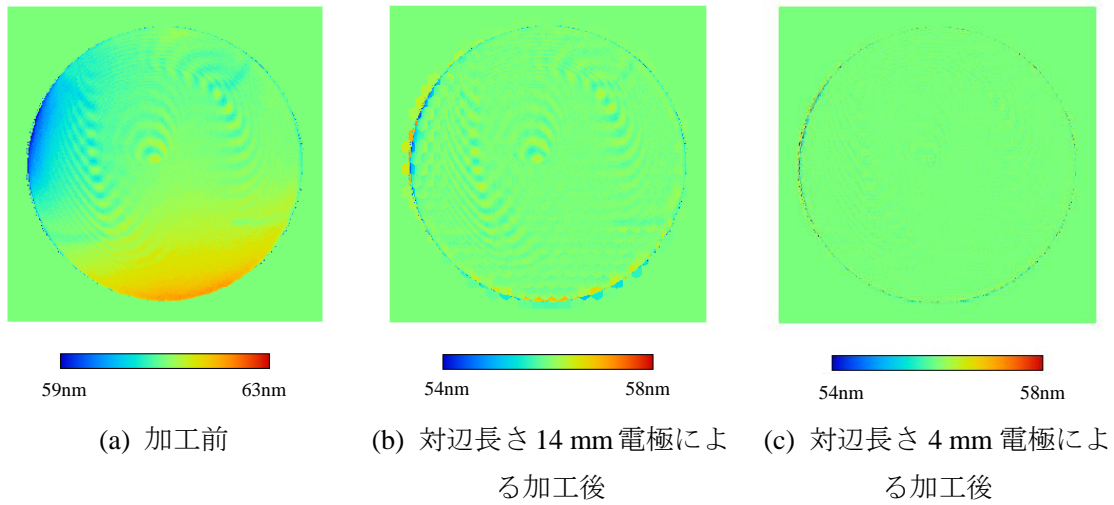 59nm 63nm
54nm 58nm
54nm 58nm
(a) 加工前
(b) 対辺長さ 14 mm 電極によ
る加工後
(c) 対辺長さ 4 mm 電極によ
る加工後